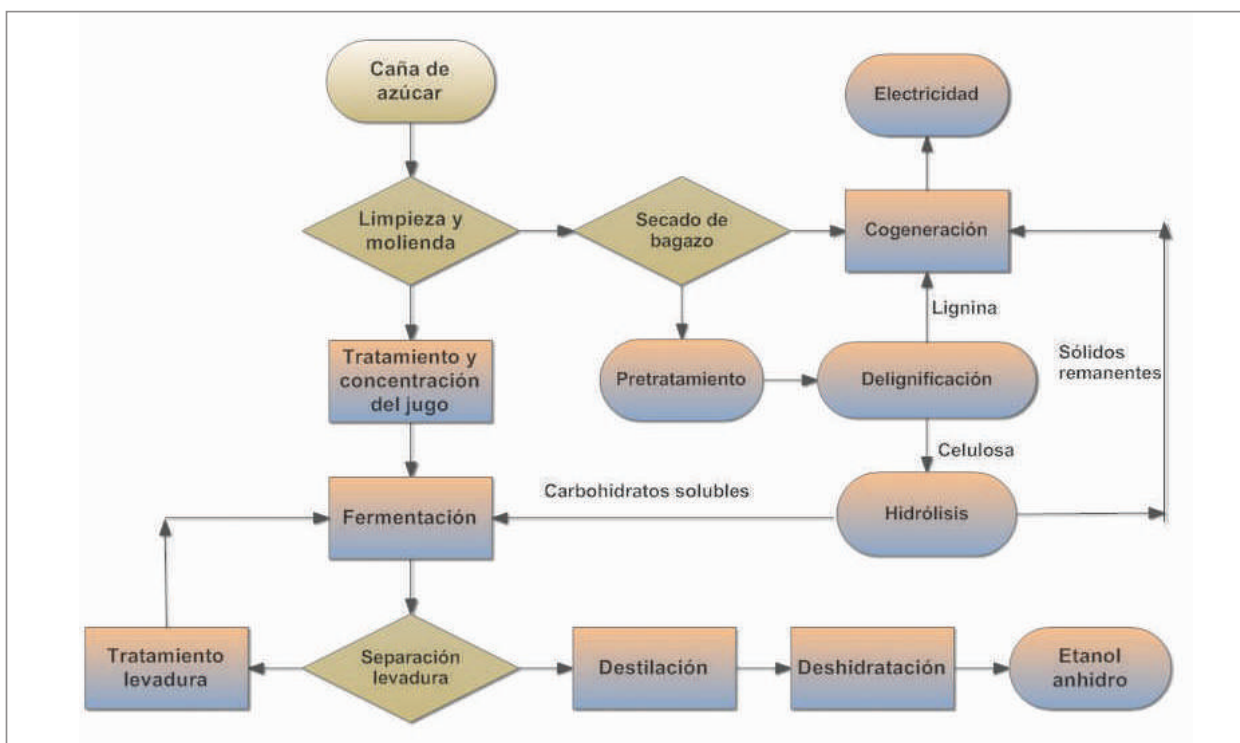 Caña de
azúcar
Electricidad
Limpieza y
molienda
Secado de
bagazo
Cogeneración
Lignina
Tratamiento y
concentración
del jugo
Pretratamiento
Delignificación
Sólidos
remanentes
Celulosa
Carbohidratos solubles
Fermentación
Hidrólisis
Tratamiento
levadura
Separación
levadura
Destilación
Deshidratación
Etanol
anhidro